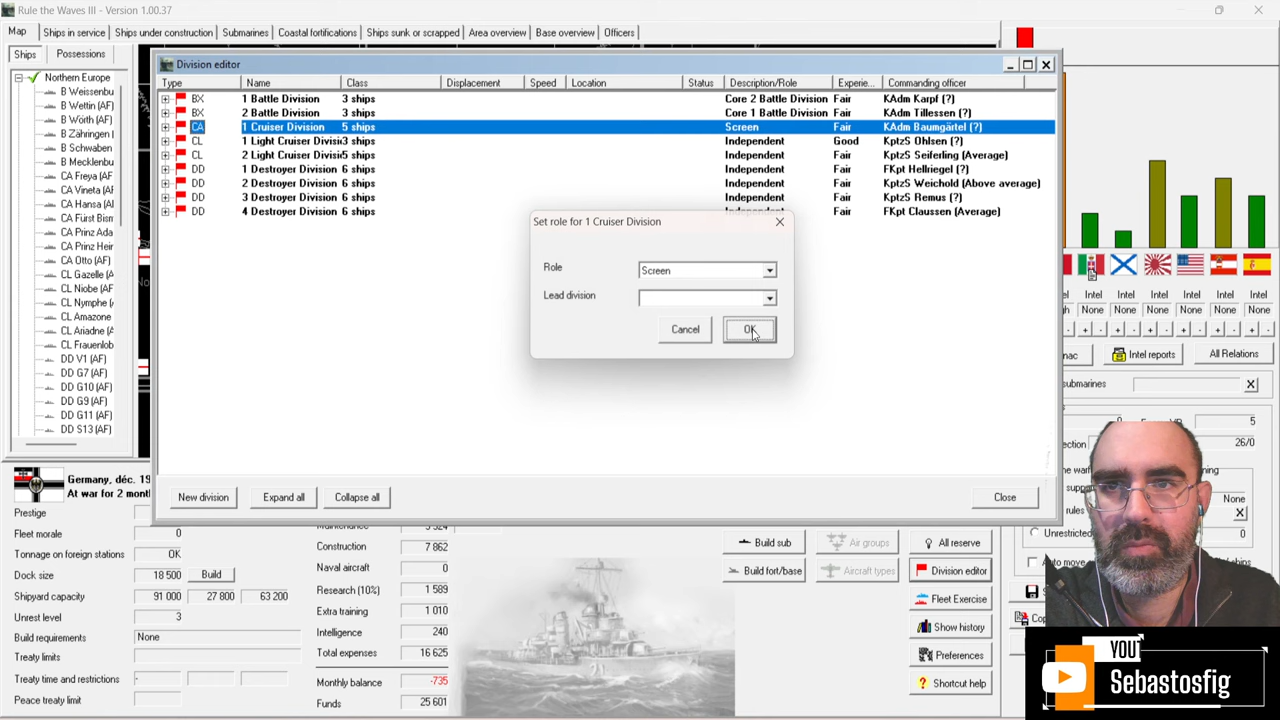 Rule the Waves III - Version 1.00.37
Map
Ships in service
Ships under construction
Submarines
Coastal fortifications
Ships sunk or scrapped
Area overview
Base overview
Officers
Ships
Possessions
Northern Europe
B Weissenbu
B Wettin (AF)
B Wörth (AF)
B Zähringen (
B Schwaben
B Mecklenbu
CA Freya (AF
CA Vineta (AF
CA Hansa (AF
CA Fürst Bism
CA Prinz Ada
CA Prinz Hein
CA Otto (AF)
CL Gazelle (A
CL Niobe (AF
CL Nymphe (
CL Amazone
CL Ariadne (A
CL Frauenlob
DD V1 (AF)
DD G7 (AF)
DD G10 (AF)
DD G9 (AF)
DD G11 (AF)
DD S13 (AF)
Division editor
Type Name Class Displacement Speed Location Status Description/Role Experie... Commanding officer
BX 1 Battle Division 3 ships Core 2 Battle Division Fair KAdm Karpf (?)
BX 2 Battle Division 3 ships Core 1 Battle Division Fair KAdm Tillessen (?)
CA 1 Cruiser Division 5 ships Screen Fair KAdm Baumgärtel (?)
CL 1 Light Cruiser Divisi 3 ships Independent Good KptzS Ohlsen (?)
CL 2 Light Cruiser Divisi 5 ships Independent Fair KptzS Seiferling (Average)
DD 1 Destroyer Division 6 ships Independent Fair FKpt Hellriegel (?)
DD 2 Destroyer Division 6 ships Independent Fair KptzS Weichold (Above average)
DD 3 Destroyer Division 6 ships Independent Fair KptzS Remus (?)
DD 4 Destroyer Division 6 ships Fair FKpt Claussen (Average)
Set role for 1 Cruiser Division
Role Screen
Lead division
Cancel OK
New division Expand all Collapse all Close
Intel Intel Intel Intel Intel Intel
None None None None None None
+ - + - + - + - + - + -
Intel reports
All Relations
submarines
5
26/0
None
rules
Unrestricted 0
Auto move
Germany, déc. 19
At war for 2 mont
Prestige
Fleet morale 0
Tonnage on foreign stations OK
Dock size 18 500 Build
Shipyard capacity 91 000 27 800 63 200
Unrest level 3
Build requirements None
Treaty limits
Treaty time and restrictions -
Peace treaty limit
Construction 7 862
Naval aircraft 0
Research (10%) 1 589
Extra training 1 010
Intelligence 240
Total expenses 16 625
Monthly balance -735
Funds 25 601
Build sub
Air groups
All reserve
Build fort/base
Aircraft types
Division editor
Fleet Exercise
Show history
Preferences
Shortcut help
YOU
Sebastosfig